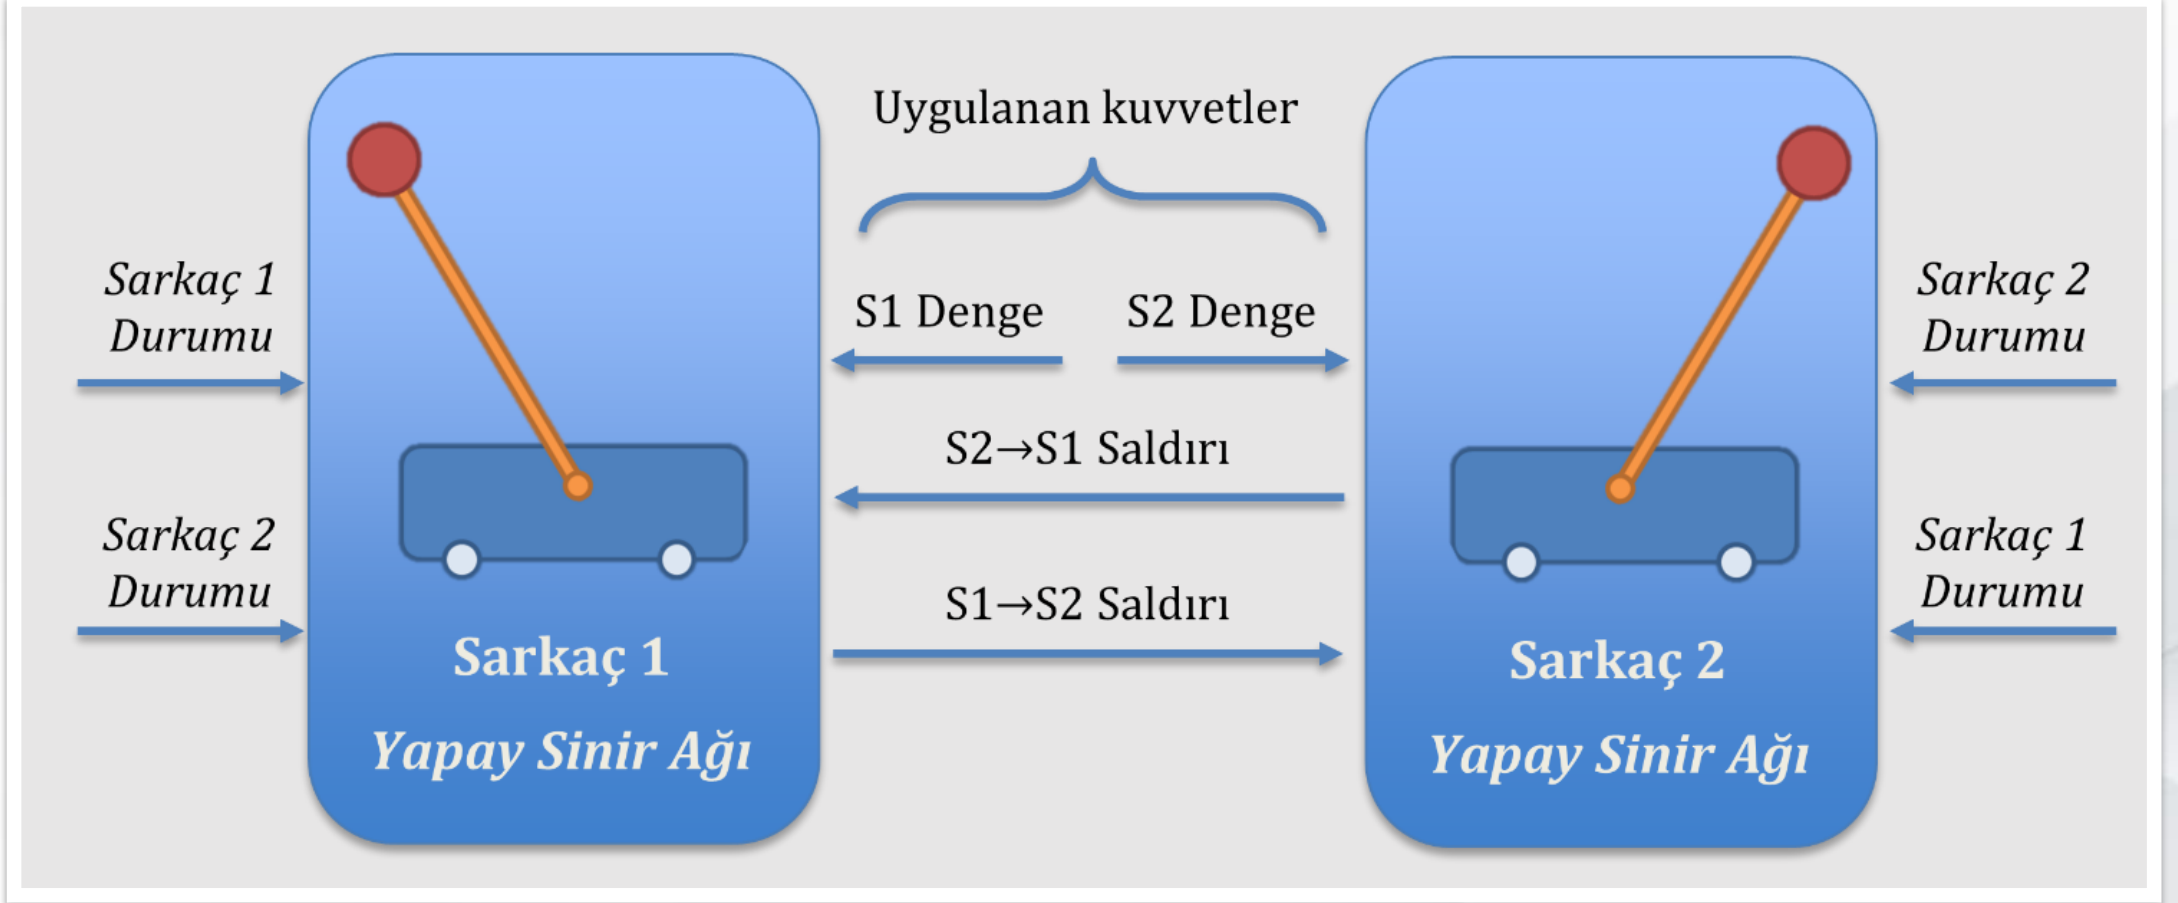 Uygulanan kuvvetler
Sarkaç 1
Durumu
Sarkaç 2
Durumu
S1 Denge
S2 Denge
S2→S1 Saldırı
S1→S2 Saldırı
Sarkaç 1
Yapay Sinir Ağı
Sarkaç 2
Yapay Sinir Ağı
Sarkaç 2
Durumu
Sarkaç 1
Durumu